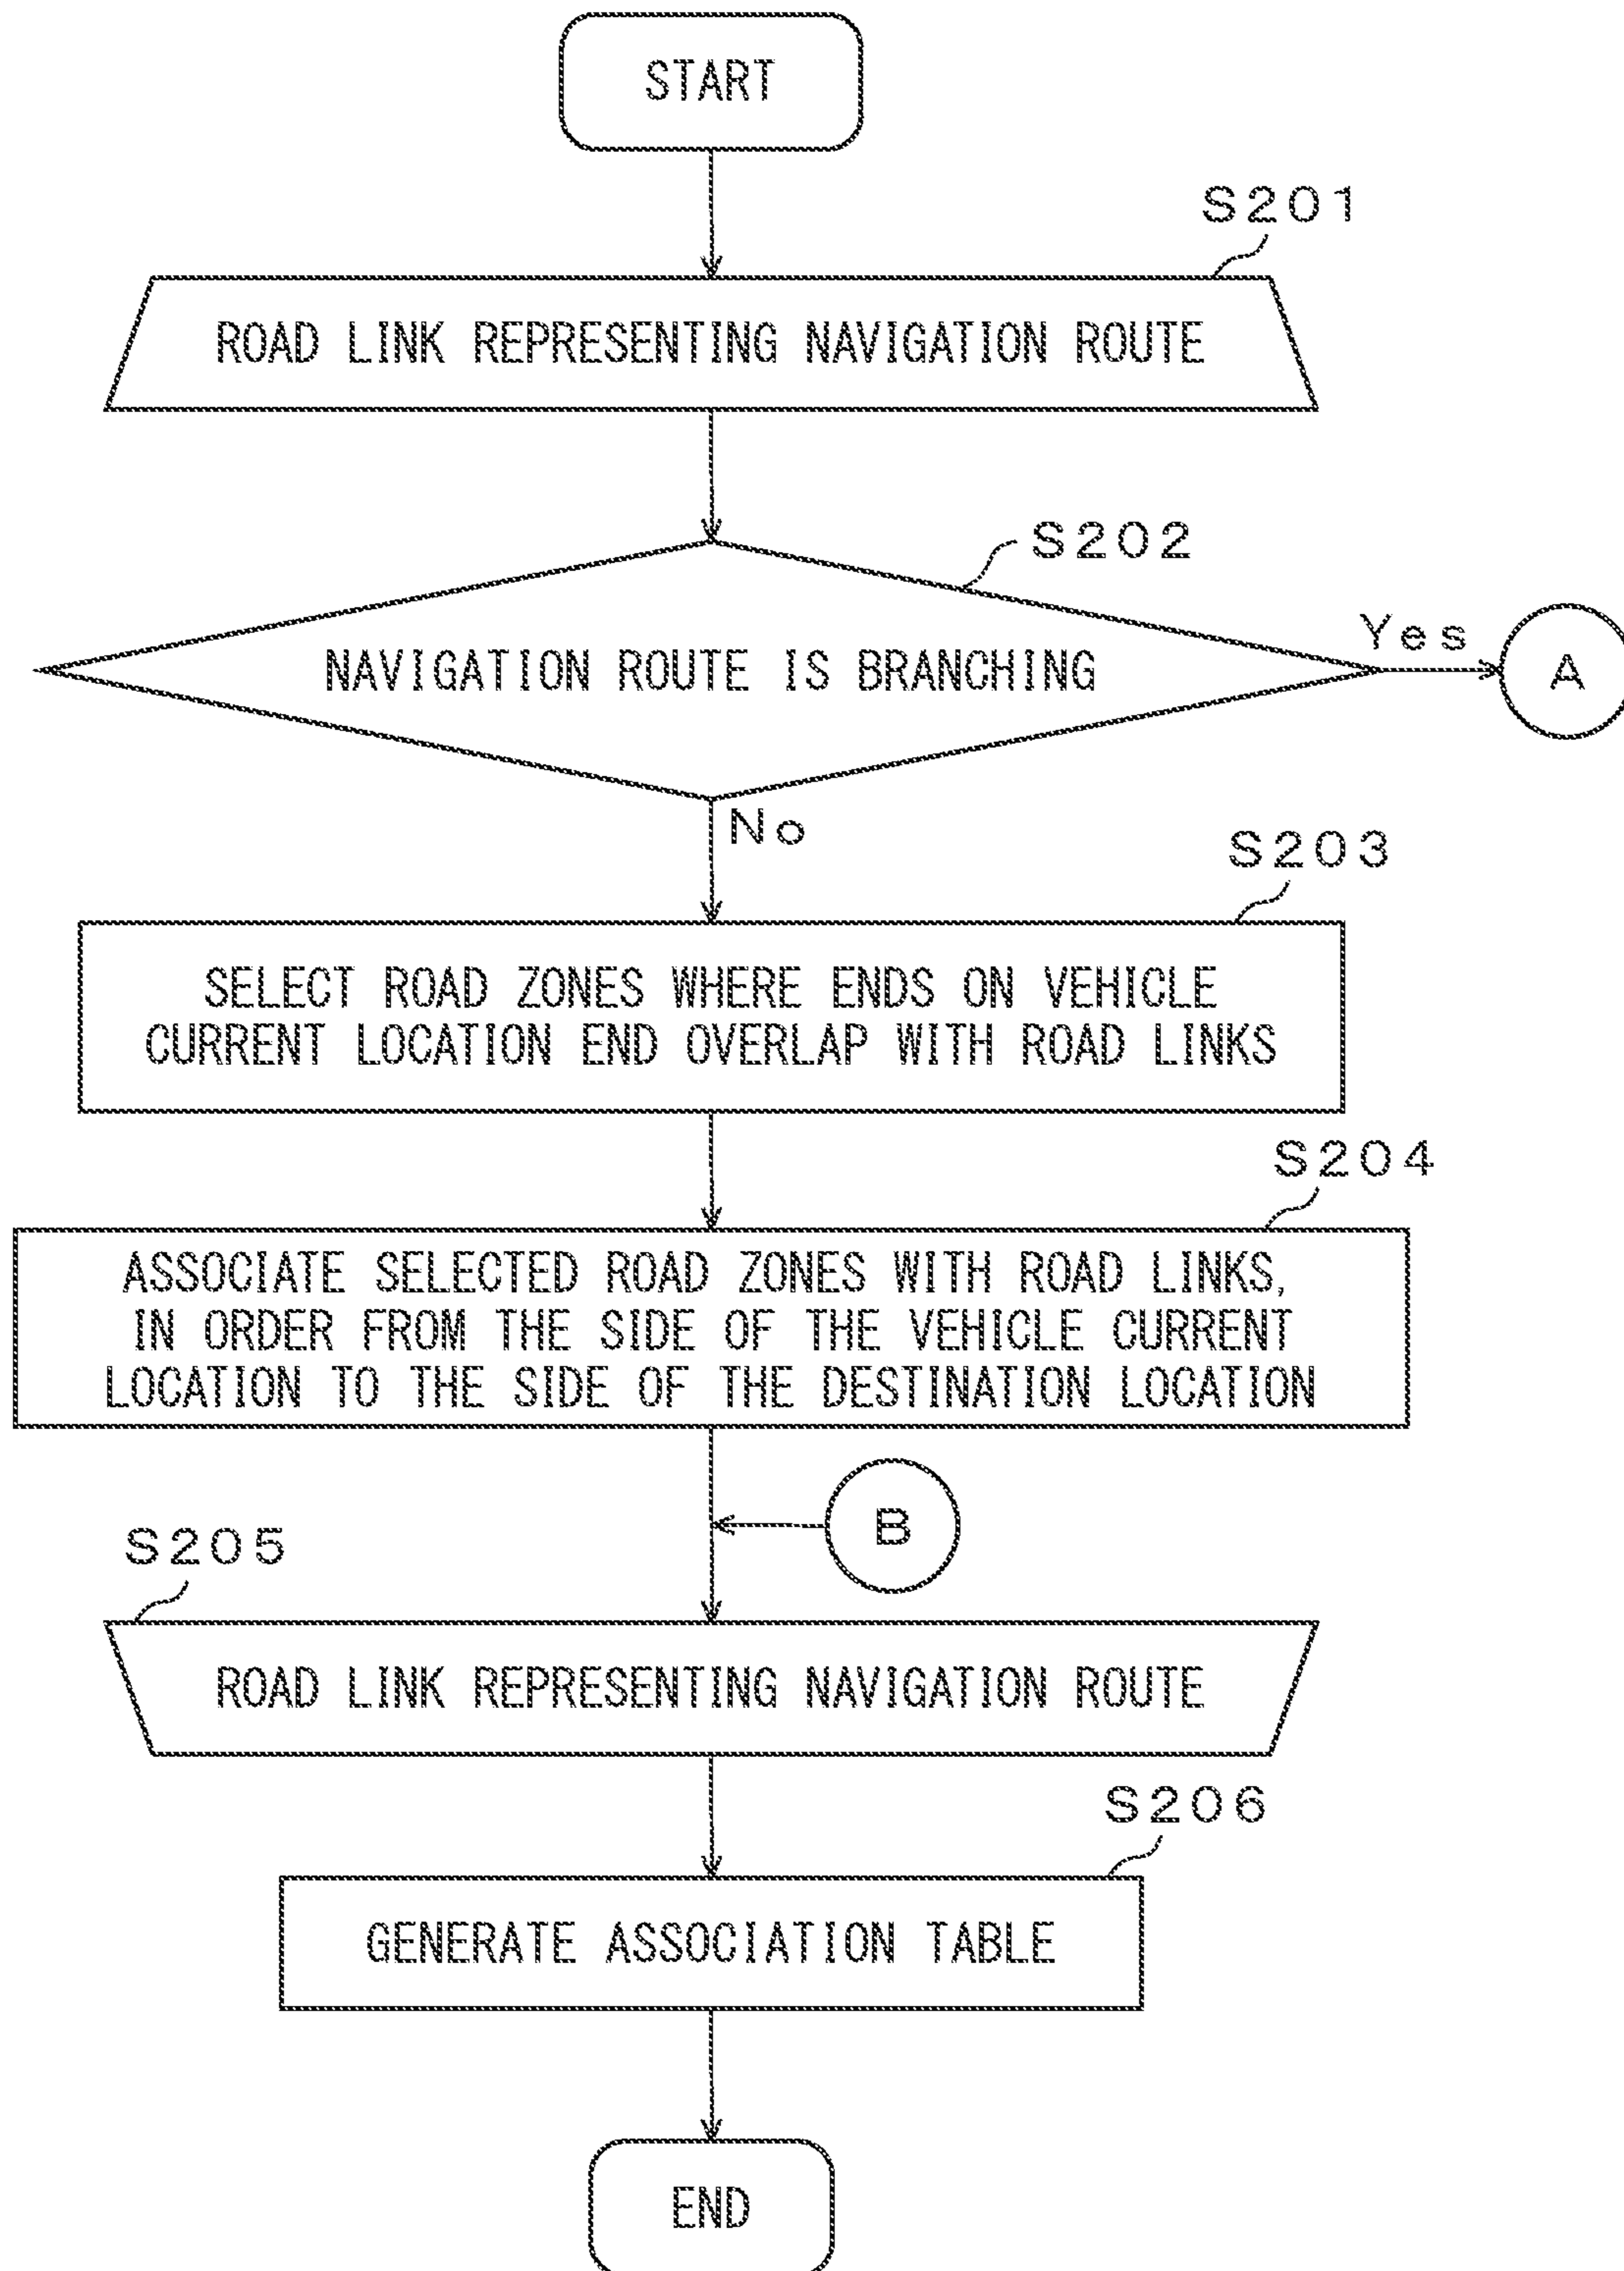 START
S201
ROAD LINK REPRESENTING NAVIGATION ROUTE
S202
NAVIGATION ROUTE IS BRANCHING
Yes
A
No
S203
SELECT ROAD ZONES WHERE ENDS ON VEHICLE
CURRENT LOCATION END OVERLAP WITH ROAD LINKS
S204
ASSOCIATE SELECTED ROAD ZONES WITH ROAD LINKS,
IN ORDER FROM THE SIDE OF THE VEHICLE CURRENT
LOCATION TO THE SIDE OF THE DESTINATION LOCATION
B
S205
ROAD LINK REPRESENTING NAVIGATION ROUTE
S206
GENERATE ASSOCIATION TABLE
END